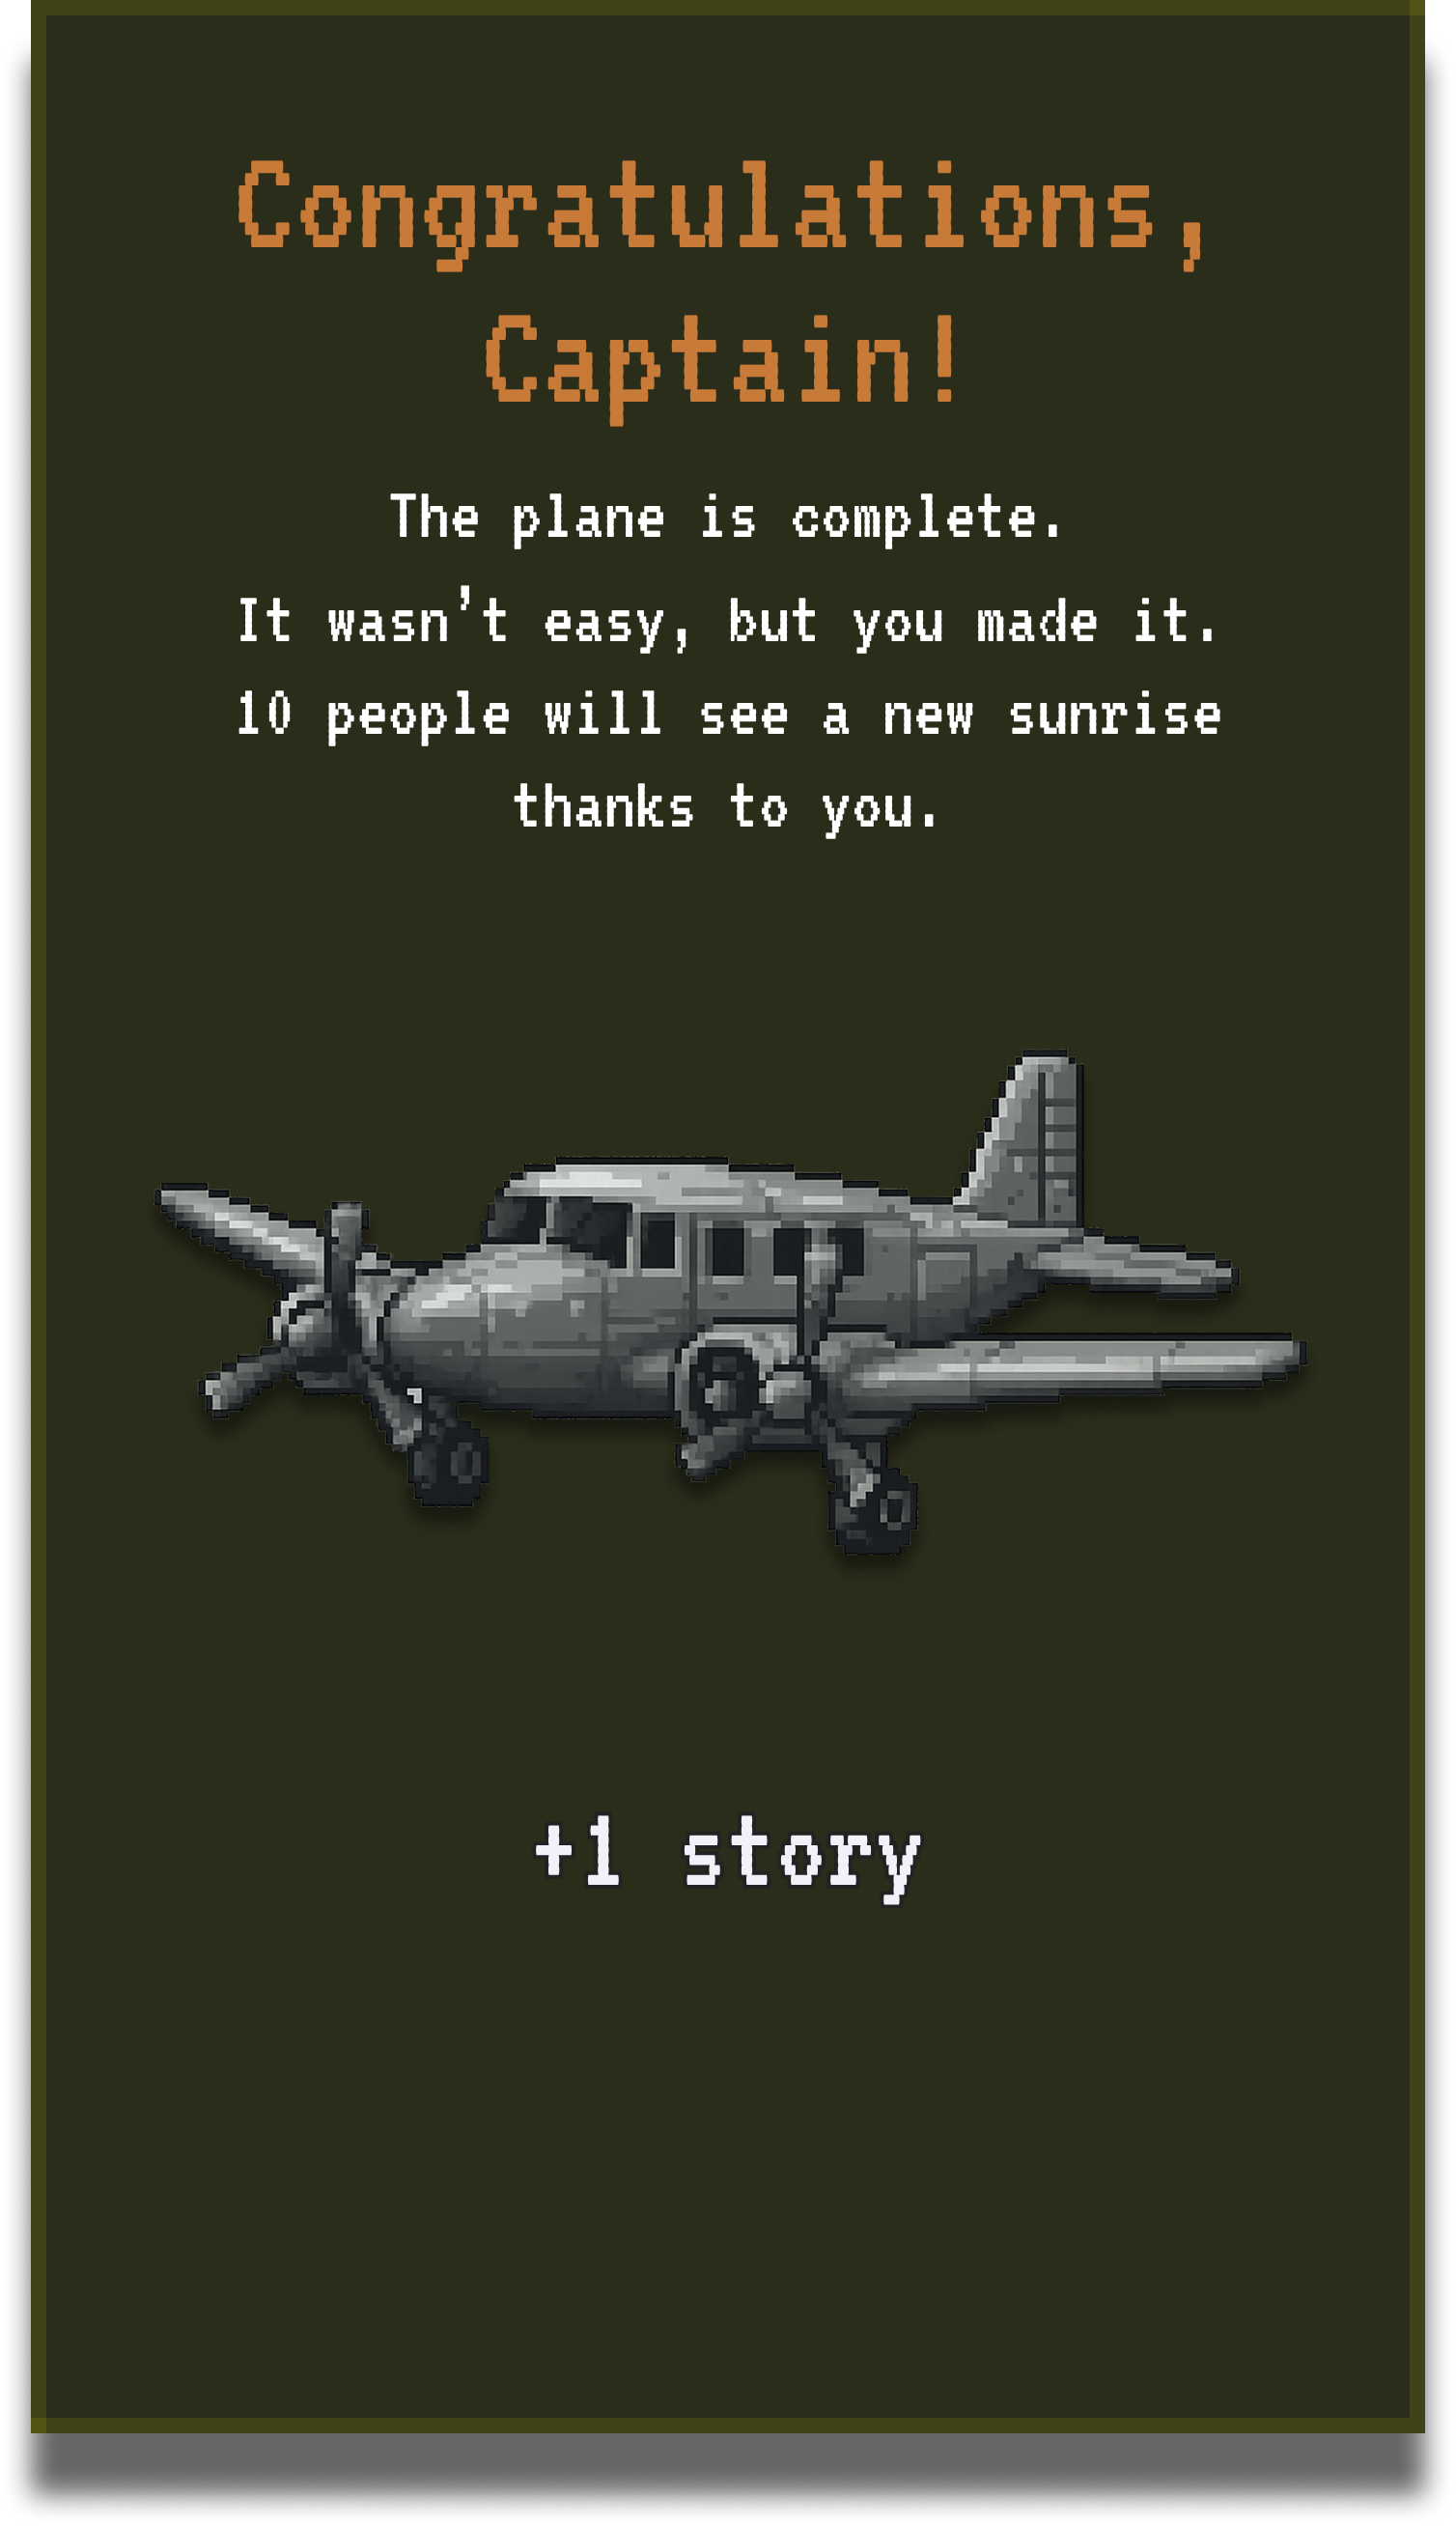 Congratulations,
Captain!
The plane is complete.
It wasn't easy, but you made it.
10 people will see a new sunrise
thanks to you.
+1 story